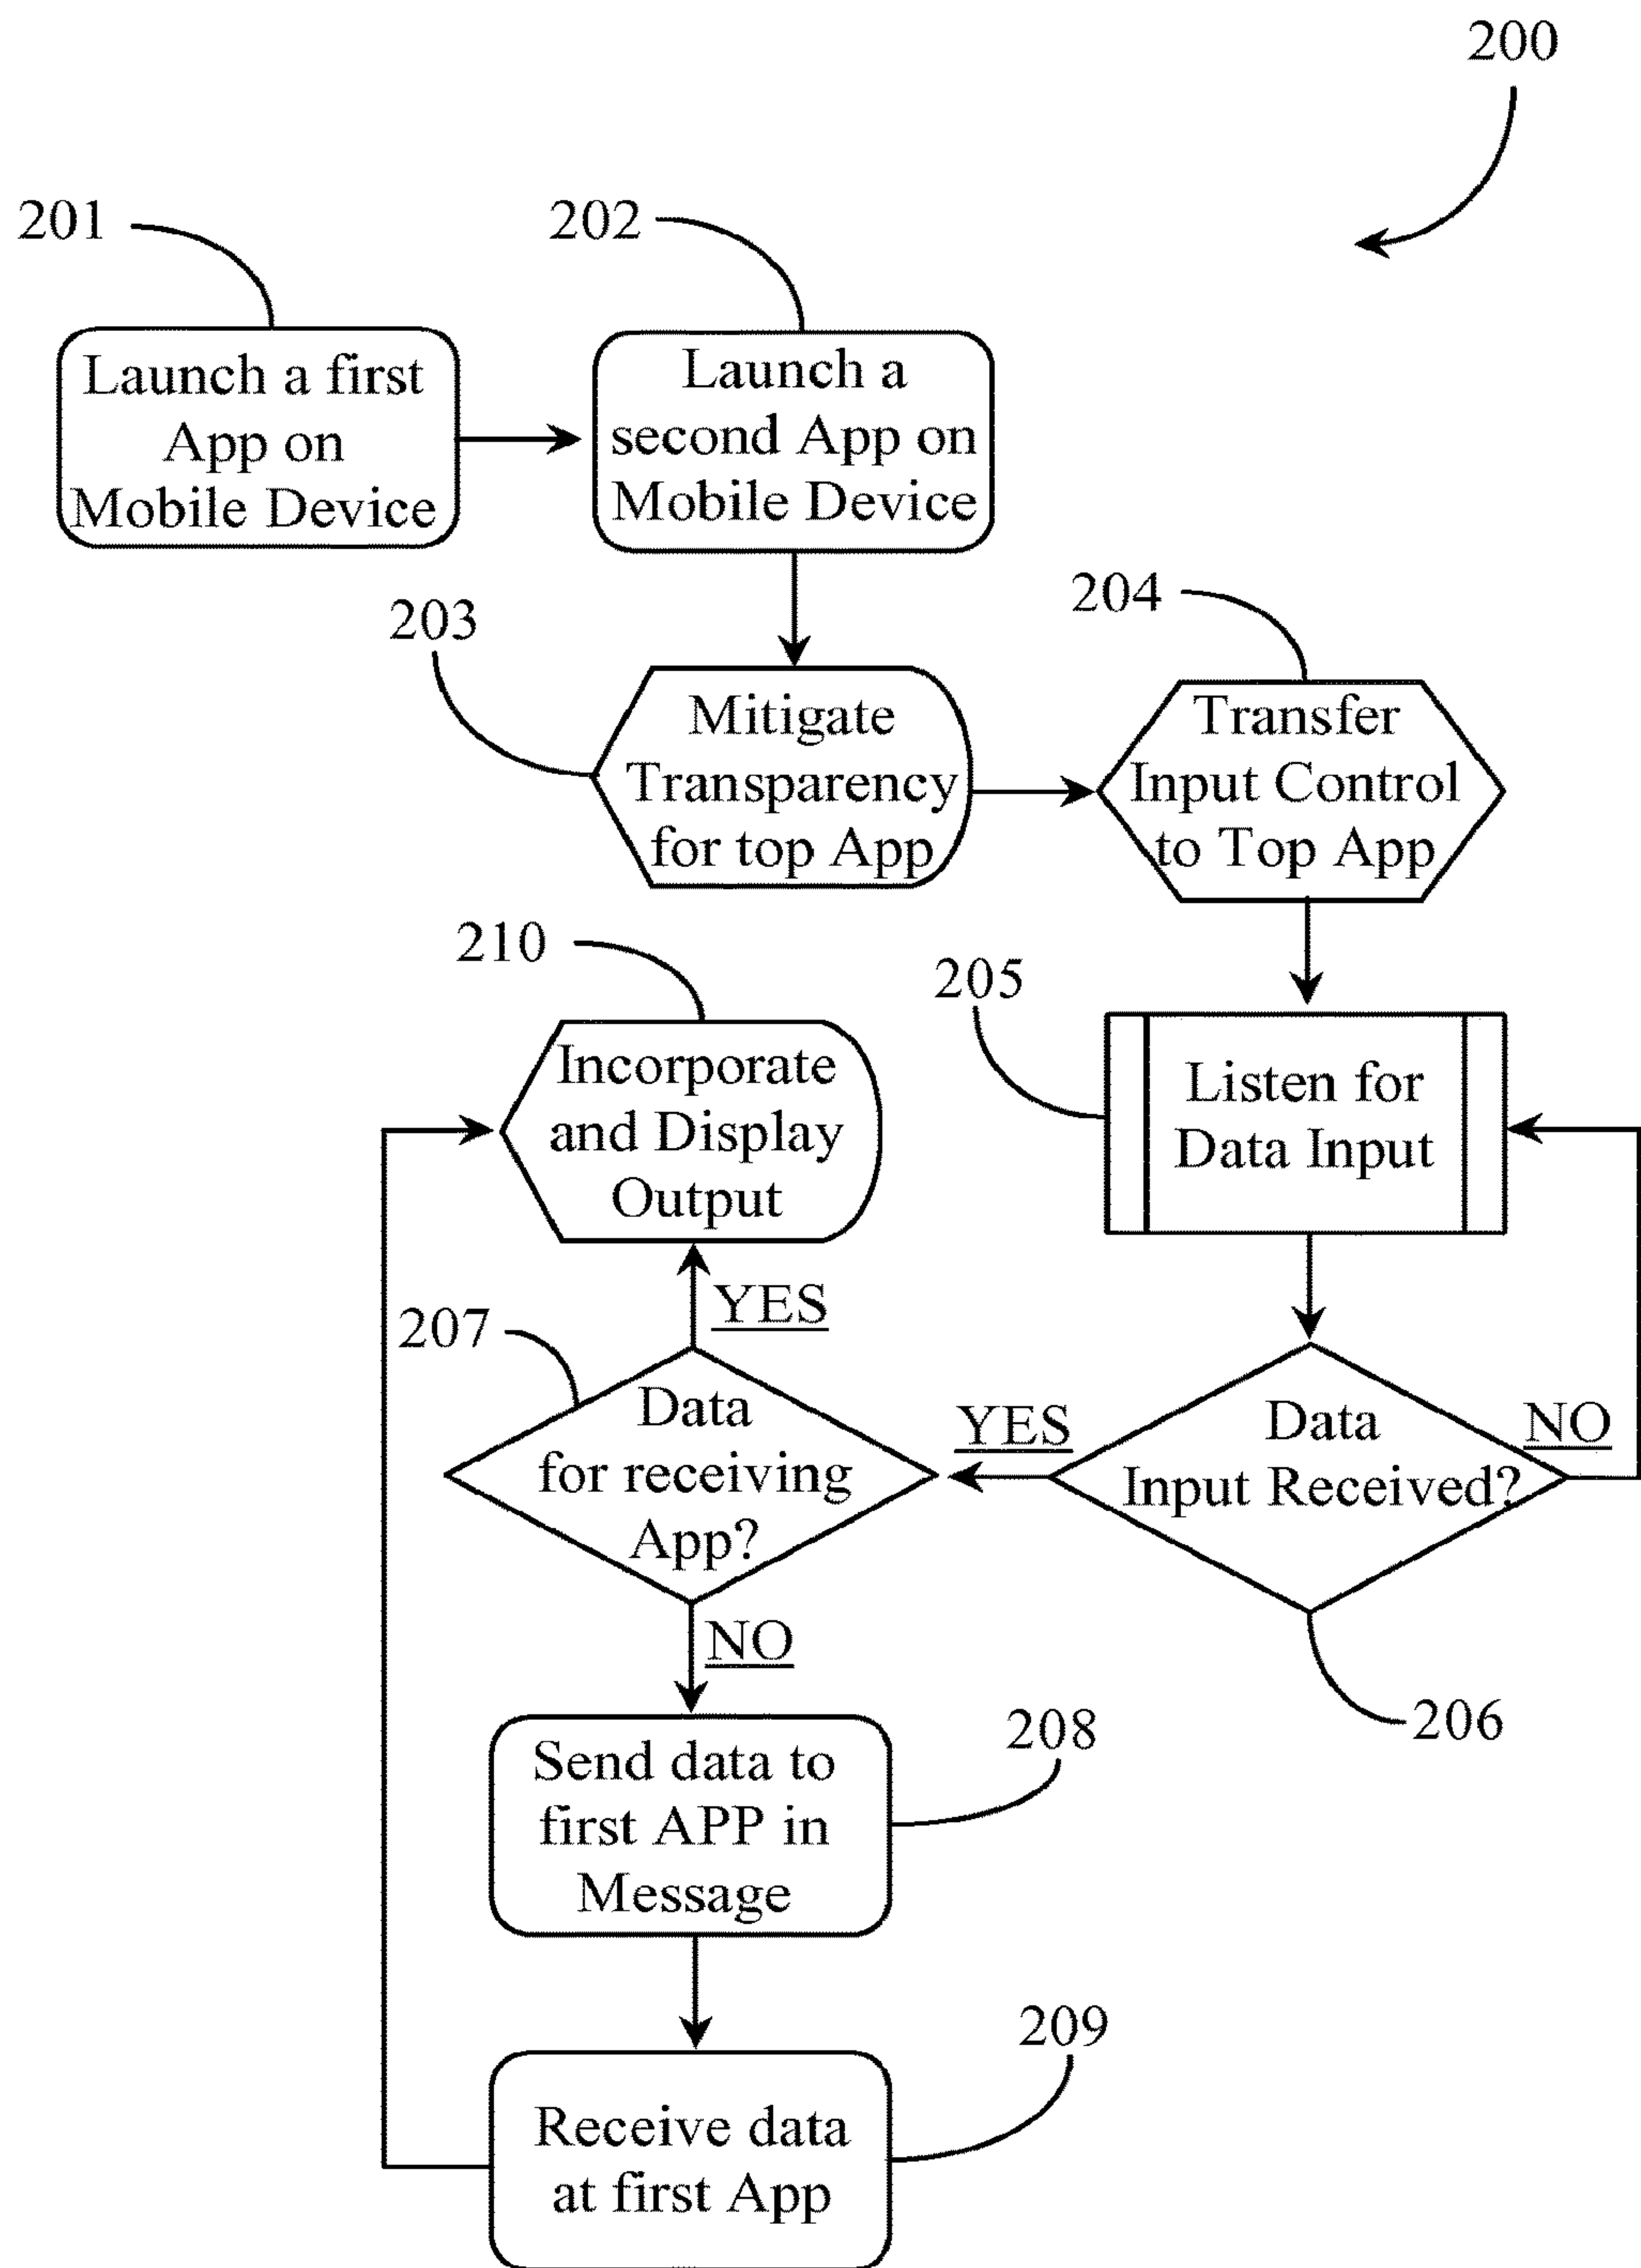 200
201
202
Launch a first
App on
Mobile Device
Launch a
second App on
Mobile Device
203
204
Mitigate
Transparency
for top App
Transfer
Input Control
to Top App
210
205
Incorporate
and Display
Output
Listen for
Data Input
YES
207
Data
for receiving
App?
YES
Data
Input Received?
NO
NO
206
Send data to
first APP in
Message
208
209
Receive data
at first App